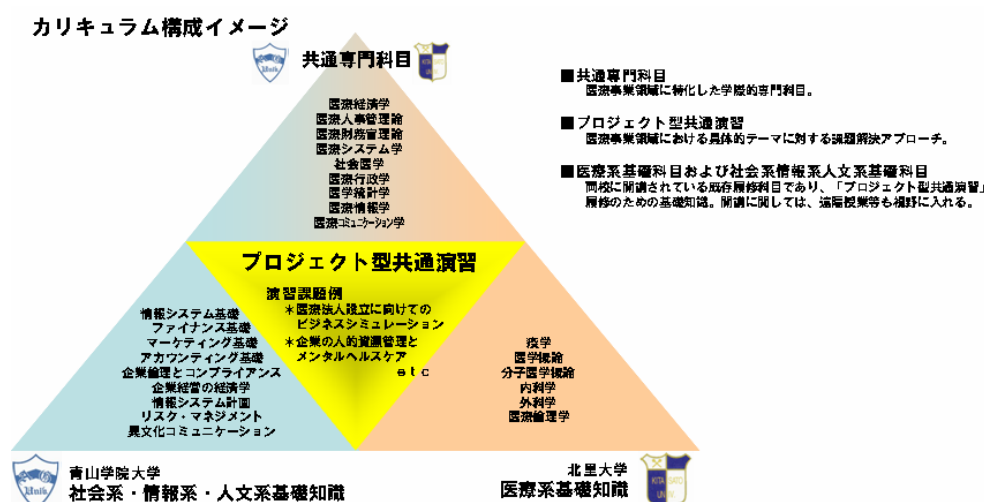 カリキュラム構成イメージ
共通専門科目
医療経済学
医療人事管理論
医療財務管理論
医療システム学
社会医学
医療行政学
医学統計学
医療情報学
医療コミュニケーション学
プロジェクト型共通演習
演習課題例
＊医療法人設立に向けての
ビジネスシミュレーション
＊企業の人的資源管理と
メンタルヘルスケア
etc
情報システム基礎
ファイナンス基礎
マーケティング基礎
アカウンティング基礎
企業倫理とコンプライアンス
企業経営の経済学
情報システム計画
リスク・マネジメント
異文化コミュニケーション
疫学
医学概論
分子医学概論
内科学
外科学
医療倫理学
青山学院大学
社会系・情報系・人文系基礎知識
北里大学
医療系基礎知識
■共通専門科目
医療事業領域に特化した学際的専門科目。
■プロジェクト型共通演習
医療事業領域における具体的テーマに対する課題解決アプローチ。
■医療系基礎科目および社会系情報系人文系基礎科目
両校に開講されている既存履修科目であり、「プロジェクト型共通演習」
履修のための基礎知識。開講に関しては、遠隔授業等も視野に入れる。